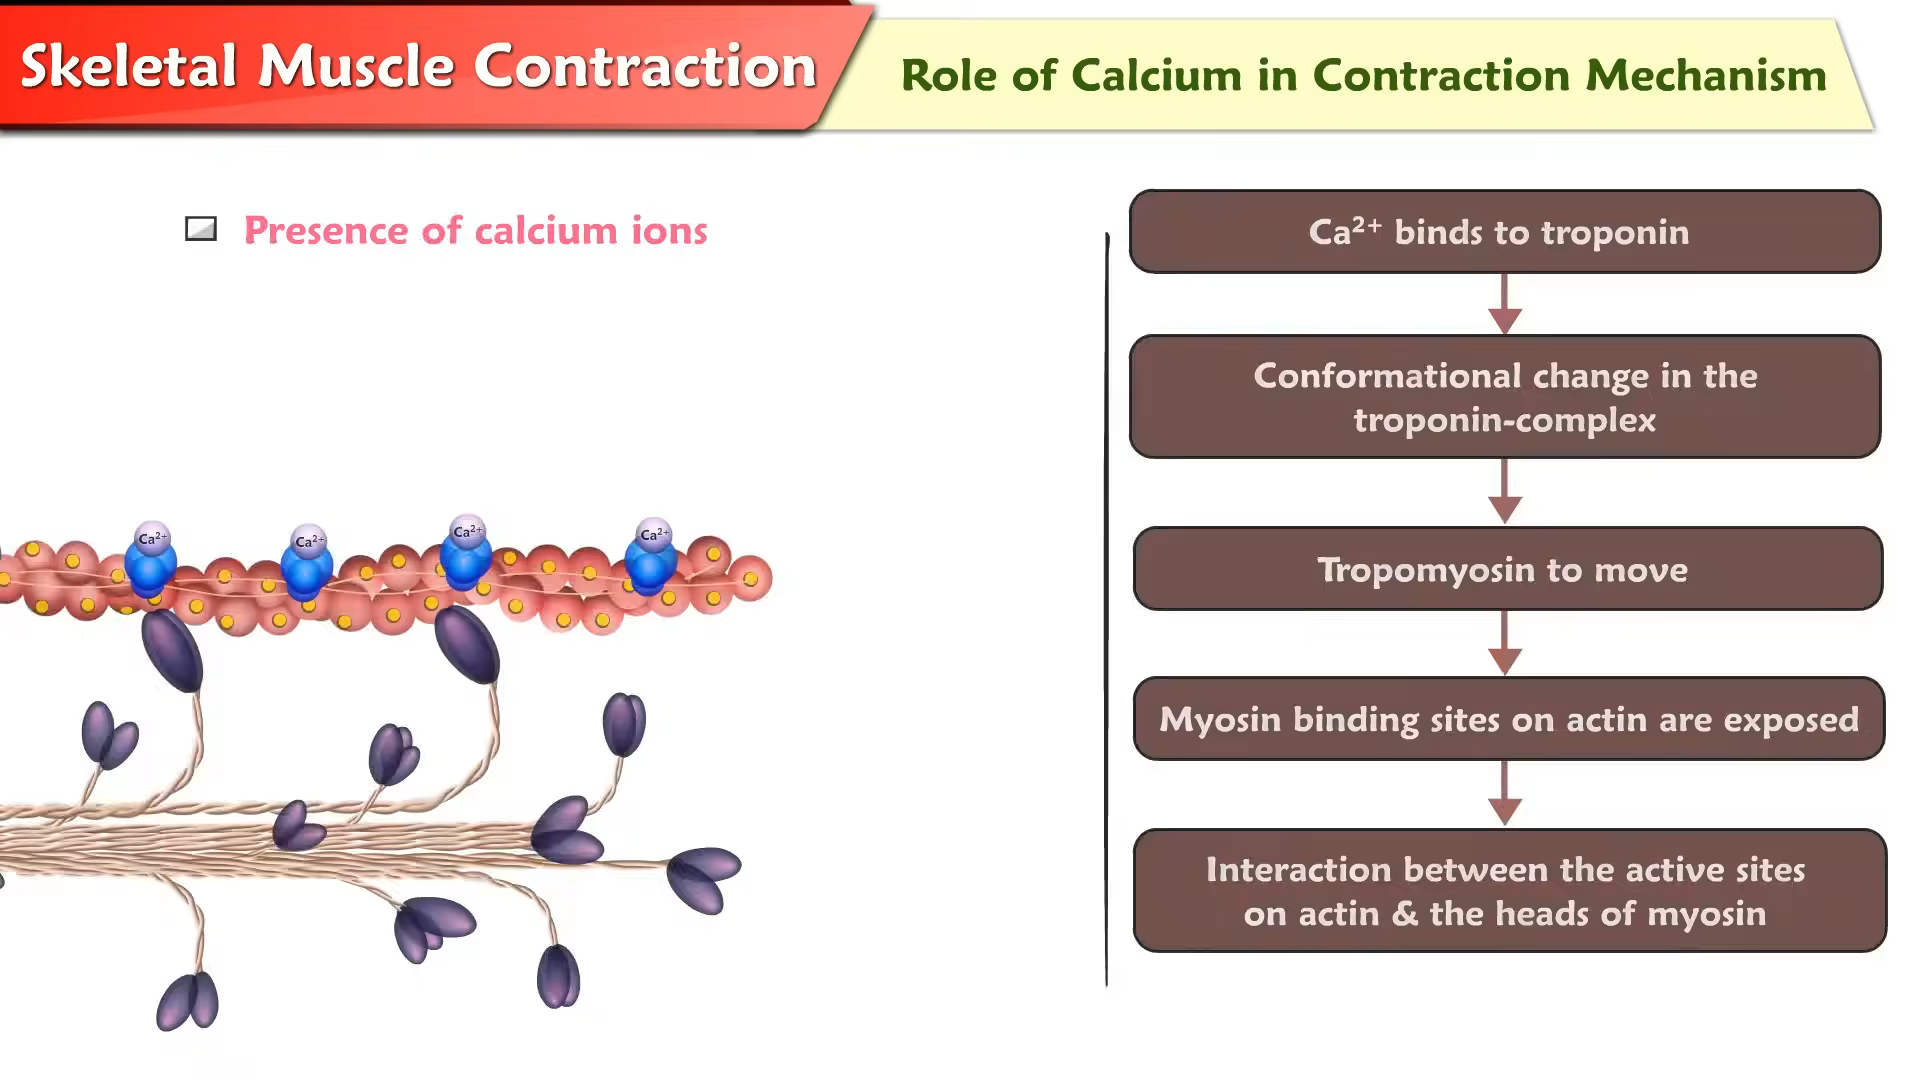 Skeletal Muscle Contraction
Role of Calcium in Contraction Mechanism
Presence of calcium ions
Ca²⁺ binds to troponin
Conformational change in the
troponin-complex
Tropomyosin to move
Myosin binding sites on actin are exposed
Interaction between the active sites
on actin & the heads of myosin
Ca²⁺
Ca²⁺
Ca²⁺
Ca²⁺